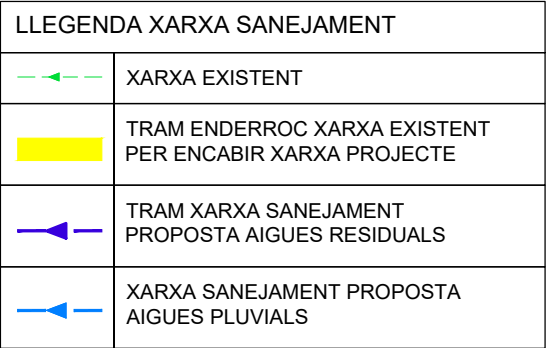 LLEGENDA XARXA SANEJAMENT
XARXA EXISTENT
TRAM ENDERROC XARXA EXISTENT
PER ENCABIR XARXA PROJECTE
TRAM XARXA SANEJAMENT
PROPOSTA AIGUES RESIDUALS
XARXA SANEJAMENT PROPOSTA
AIGUES PLUVIALS